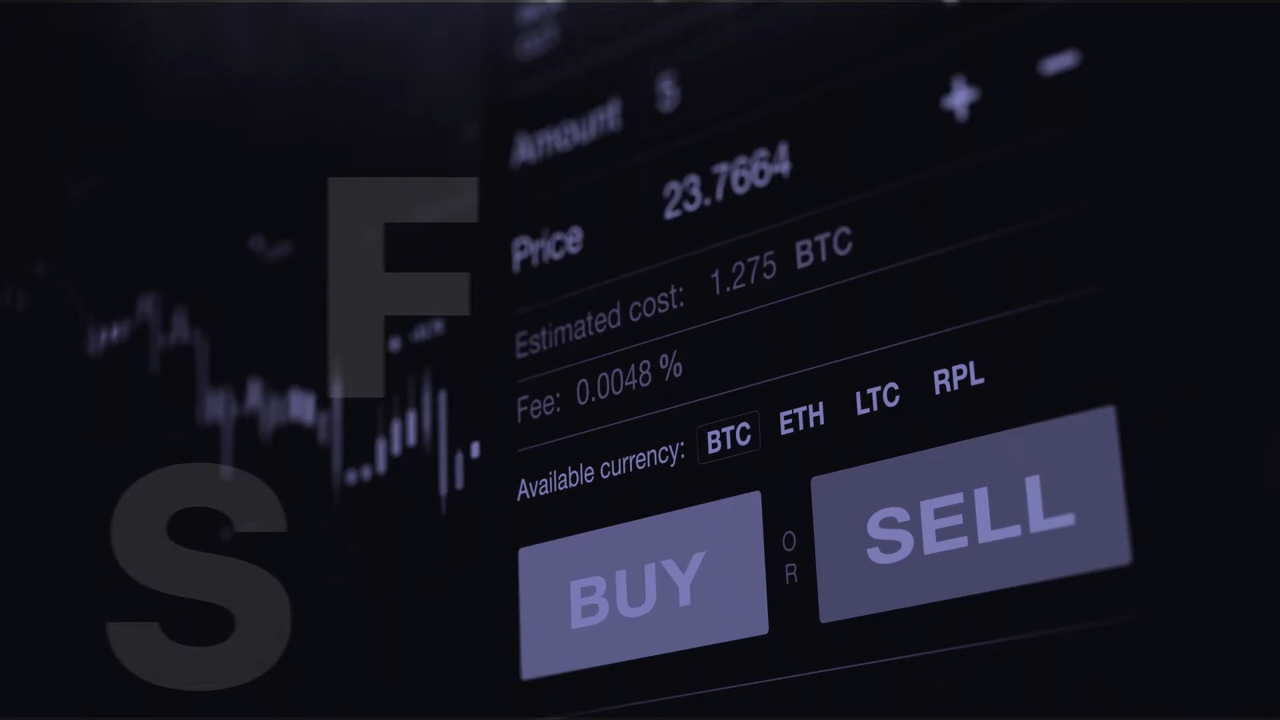 Amount
Price 23.7664
Estimated cost: 1.275 BTC
Fee: 0.0048 %
Available currency: BTC ETH LTC RPL
BUY
O
R
SELL
F
S